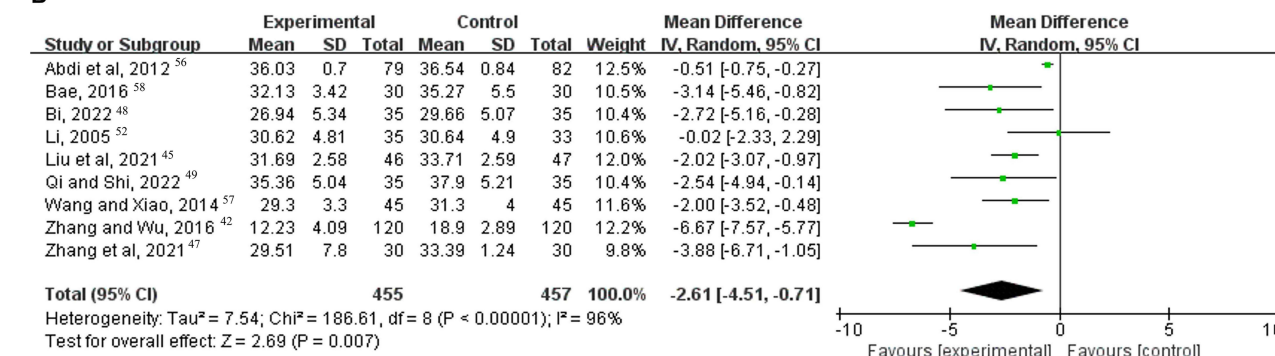 Experimental Control Mean Difference Mean Difference
Study or Subgroup Mean SD Total Mean SD Total Weight IV, Random, 95% CI IV, Random, 95% CI
Abdi et al, 2012 56 36.03 0.7 79 36.54 0.84 82 12.5% -0.51 [-0.75, -0.27]
Bae, 2016 58 32.13 3.42 30 35.27 5.5 30 10.5% -3.14 [-5.46, -0.82]
Bi, 2022 48 26.94 5.34 35 29.66 5.07 35 10.4% -2.72 [-5.16, -0.28]
Li, 2005 52 30.62 4.81 35 30.64 4.9 33 10.6% -0.02 [-2.33, 2.29]
Liu et al, 2021 45 31.69 2.58 46 33.71 2.59 47 12.0% -2.02 [-3.07, -0.97]
Qi and Shi, 2022 49 35.36 5.04 35 37.9 5.21 35 10.4% -2.54 [-4.94, -0.14]
Wang and Xiao, 2014 57 29.3 3.3 45 31.3 4 45 11.6% -2.00 [-3.52, -0.48]
Zhang and Wu, 2016 42 12.23 4.09 120 18.9 2.89 120 12.2% -6.67 [-7.57, -5.77]
Zhang et al, 2021 47 29.51 7.8 30 33.39 1.24 30 9.8% -3.88 [-6.71, -1.05]
Total (95% CI) 455 457 100.0% -2.61 [-4.51, -0.71]
Heterogeneity: Tau² = 7.54; Chi² = 186.61, df = 8 (P < 0.00001); I² = 96%
Test for overall effect: Z = 2.69 (P = 0.007)
-10 -5 0 5 10
Favours [experimental] Favours [control]